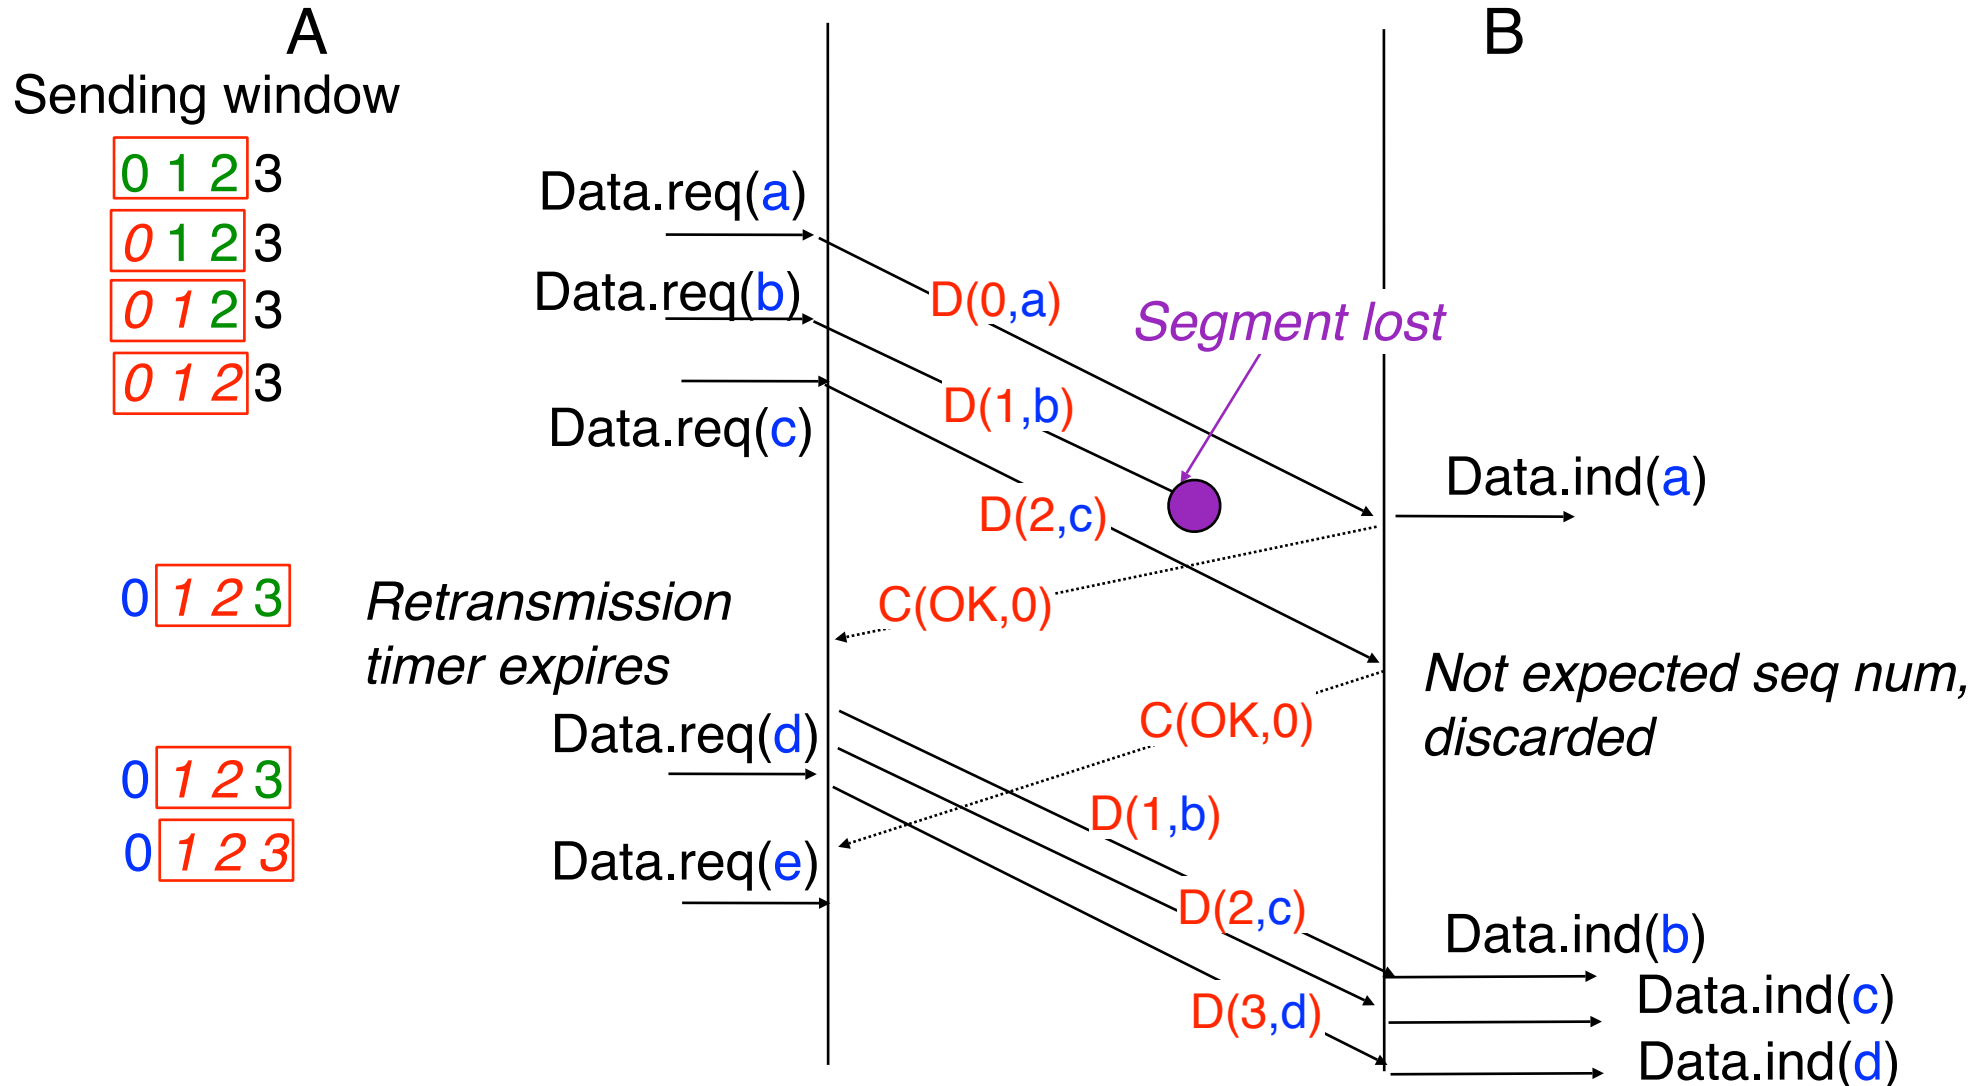 A
B
Sending window
0 1 2 3
Data.req(a)
0 1 2 3
Data.req(b)
0 1 2 3
D(0,a)
Segment lost
0 1 2 3
D(1,b)
Data.req(c)
Data.ind(a)
D(2,c)
0 1 2 3
Retransmission
timer expires
C(OK,0)
Not expected seq num,
discarded
C(OK,0)
Data.req(d)
0 1 2 3
D(1,b)
0 1 2 3
Data.req(e)
D(2,c)
Data.ind(b)
Data.ind(c)
D(3,d)
Data.ind(d)